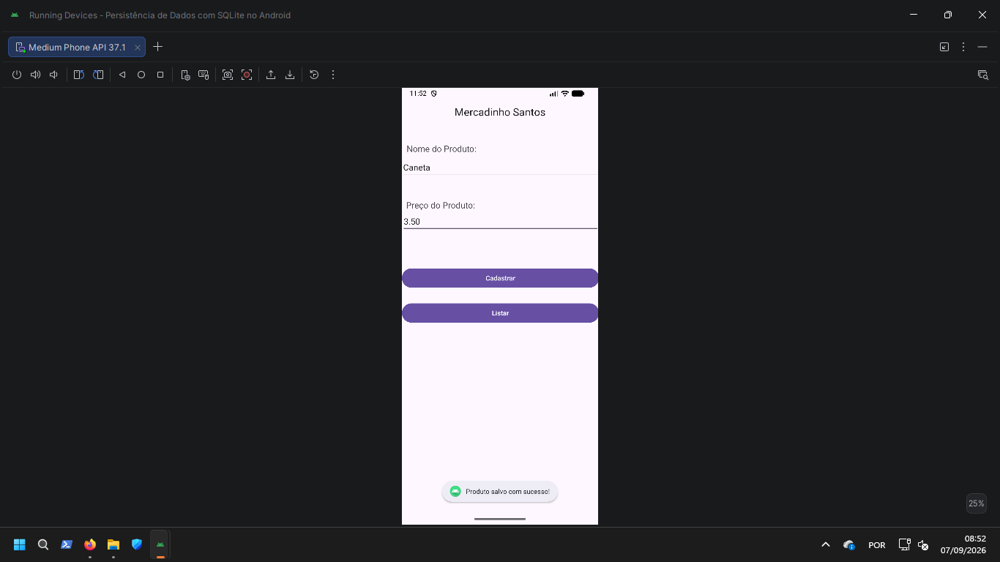 Running Devices - Persistência de Dados com SQLite no Android
Medium Phone API 37.1
11:52
Mercadinho Santos
Nome do Produto:
Caneta
Preço do Produto:
3.50
Cadastrar
Listar
Produto salvo com sucesso!
25%
POR
08:52
07/09/2026